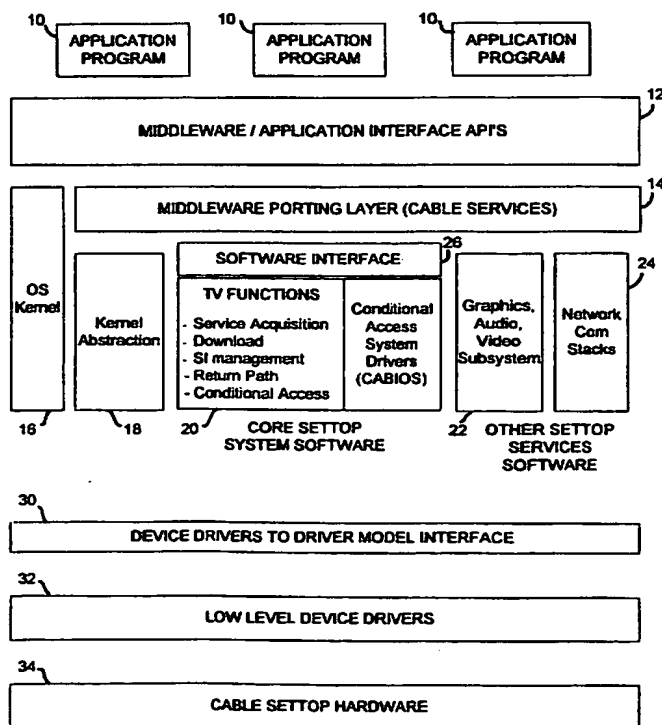 10
10
10
APPLICATION
PROGRAM
APPLICATION
PROGRAM
APPLICATION
PROGRAM
12
MIDDLEWARE / APPLICATION INTERFACE API'S
14
MIDDLEWARE PORTING LAYER (CABLE SERVICES)
OS
Kernel
Kernel
Abstraction
26
SOFTWARE INTERFACE
TV FUNCTIONS
- Service Acquisition
- Download
- SI management
- Return Path
- Conditional Access
Conditional
Access
System
Drivers
(CABIOS)
Graphics,
Audio,
Video
Subsystem
24
Network
Com
Stacks
16
18
20
CORE SETTOP
SYSTEM SOFTWARE
22
OTHER SETTOP
SERVICES
SOFTWARE
30
DEVICE DRIVERS TO DRIVER MODEL INTERFACE
32
LOW LEVEL DEVICE DRIVERS
34
CABLE SETTOP HARDWARE